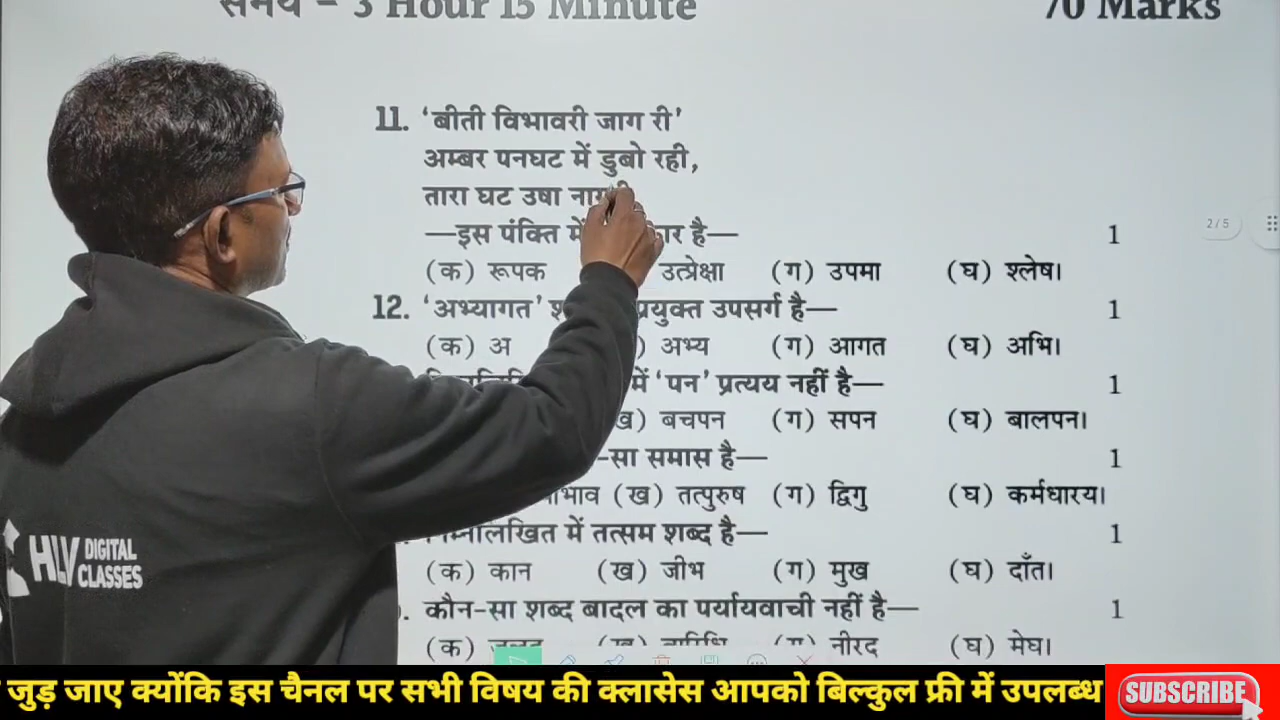 समय – 3 Hour 15 Minute 70 Marks
11. ‘बीती विभावरी जाग री’
अम्बर पनघट में डुबो रही,
तारा घट उषा
—इस पंक्ति में है— 1
(क) रूपक उत्प्रेक्षा (ग) उपमा (घ) श्लेष।
12. ‘अभ्यागत’ प्रयुक्त उपसर्ग है— 1
(क) अ अभ्य (ग) आगत (घ) अभि।
में ‘पन’ प्रत्यय नहीं है— 1
बचपन (ग) सपन (घ) बालपन।
-सा समास है— 1
(ख) तत्पुरुष (ग) द्विगु (घ) कर्मधारय।
में तत्सम शब्द है— 1
(क) कान (ख) जीभ (ग) मुख (घ) दाँत।
कौन-सा शब्द बादल का पर्यायवाची नहीं है— 1
(क) नीरद (घ) मेघ।
2/5
HLV DIGITAL CLASSES
जुड़ जाए क्योंकि इस चैनल पर सभी विषय की क्लासेस आपको बिल्कुल फ्री में उपलब्ध
SUBSCRIBE